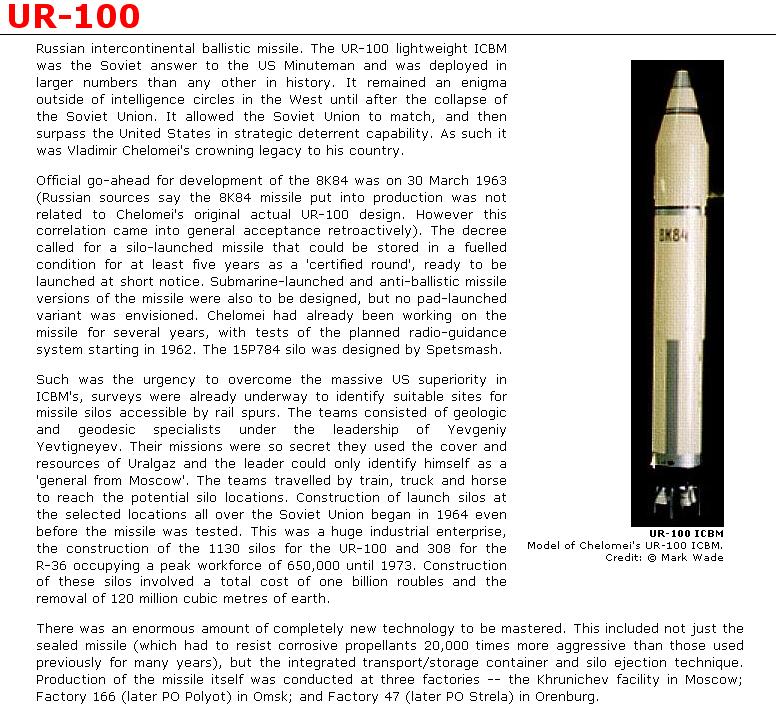 UR-100
Russian intercontinental ballistic missile. The UR-100 lightweight ICBM
was the Soviet answer to the US Minuteman and was deployed in
larger numbers than any other in history. It remained an enigma
outside of intelligence circles in the West until after the collapse of
the Soviet Union. It allowed the Soviet Union to match, and then
surpass the United States in strategic deterrent capability. As such it
was Vladimir Chelomei's crowning legacy to his country.
Official go-ahead for development of the 8K84 was on 30 March 1963
(Russian sources say the 8K84 missile put into production was not
related to Chelomei's original actual UR-100 design. However this
correlation came into general acceptance retroactively). The decree
called for a silo-launched missile that could be stored in a fuelled
condition for at least five years as a 'certified round', ready to be
launched at short notice. Submarine-launched and anti-ballistic missile
versions of the missile were also to be designed, but no pad-launched
variant was envisioned. Chelomei had already been working on the
missile for several years, with tests of the planned radio-guidance
system starting in 1962. The 15P784 silo was designed by Spetsmash.
Such was the urgency to overcome the massive US superiority in
ICBM's, surveys were already underway to identify suitable sites for
missile silos accessible by rail spurs. The teams consisted of geologic
and geodesic specialists under the leadership of Yevgeniy
Yevtigneyev. Their missions were so secret they used the cover and
resources of Uralgaz and the leader could only identify himself as a
'general from Moscow'. The teams travelled by train, truck and horse
to reach the potential silo locations. Construction of launch silos at
the selected locations all over the Soviet Union began in 1964 even
before the missile was tested. This was a huge industrial enterprise,
the construction of the 1130 silos for the UR-100 and 308 for the
R-36 occupying a peak workforce of 650,000 until 1973. Construction
of these silos involved a total cost of one billion roubles and the
removal of 120 million cubic metres of earth.
8K84
UR-100 ICBM
Model of Chelomei's UR-100 ICBM.
Credit: © Mark Wade
There was an enormous amount of completely new technology to be mastered. This included not just the
sealed missile (which had to resist corrosive propellants 20,000 times more aggressive than those used
previously for many years), but the integrated transport/storage container and silo ejection technique.
Production of the missile itself was conducted at three factories -- the Khrunichev facility in Moscow;
Factory 166 (later PO Polyot) in Omsk; and Factory 47 (later PO Strela) in Orenburg.